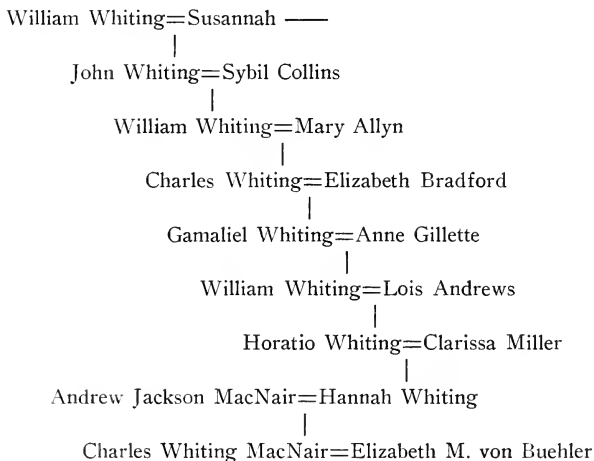 William Whiting=Susannah ——
John Whiting=Sybil Collins
William Whiting=Mary Allyn
Charles Whiting=Elizabeth Bradford
Gamaliel Whiting=Anne Gillette
William Whiting=Lois Andrews
Horatio Whiting=Clarissa Miller
Andrew Jackson MacNair=Hannah Whiting
Charles Whiting MacNair=Elizabeth M. von Buehler